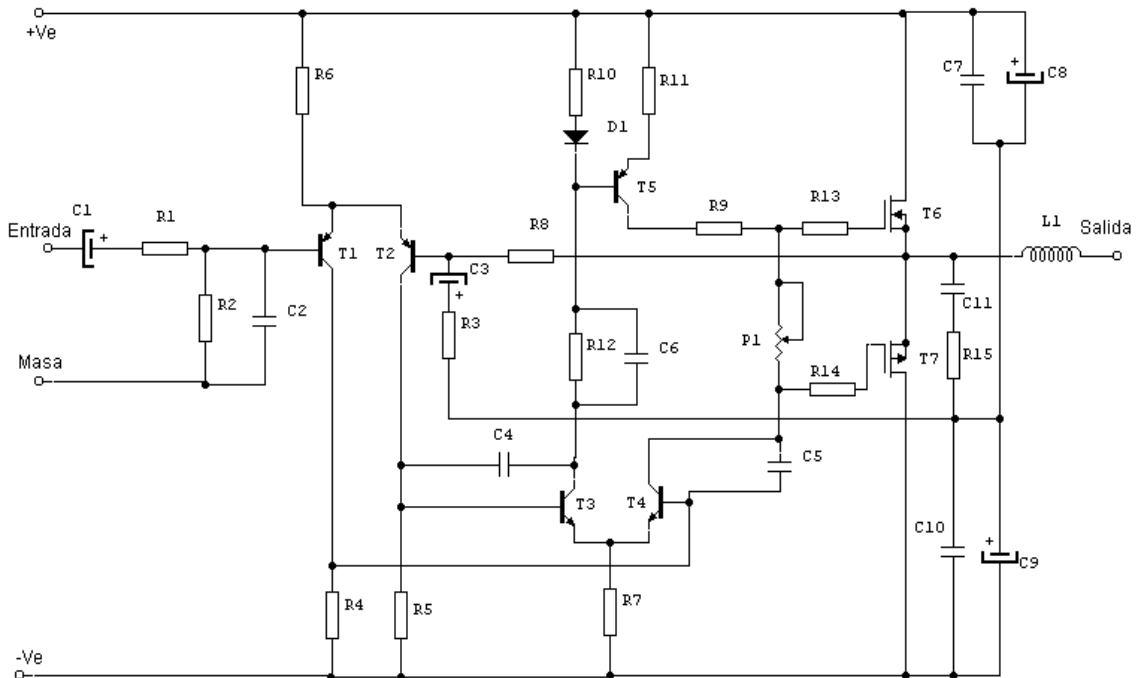 +Ve
R6
R10
R11
C7
+
C8
D1
T5
C1
R1
Entrada
+
R9
R13
T6
L1
Salida
T1
T2
R8
C3
+
R2
C2
R3
C11
Masa
R12
C6
P1
T7
R15
R14
C4
C5
T3
T4
C10
+
C9
R4
R5
R7
-Ve